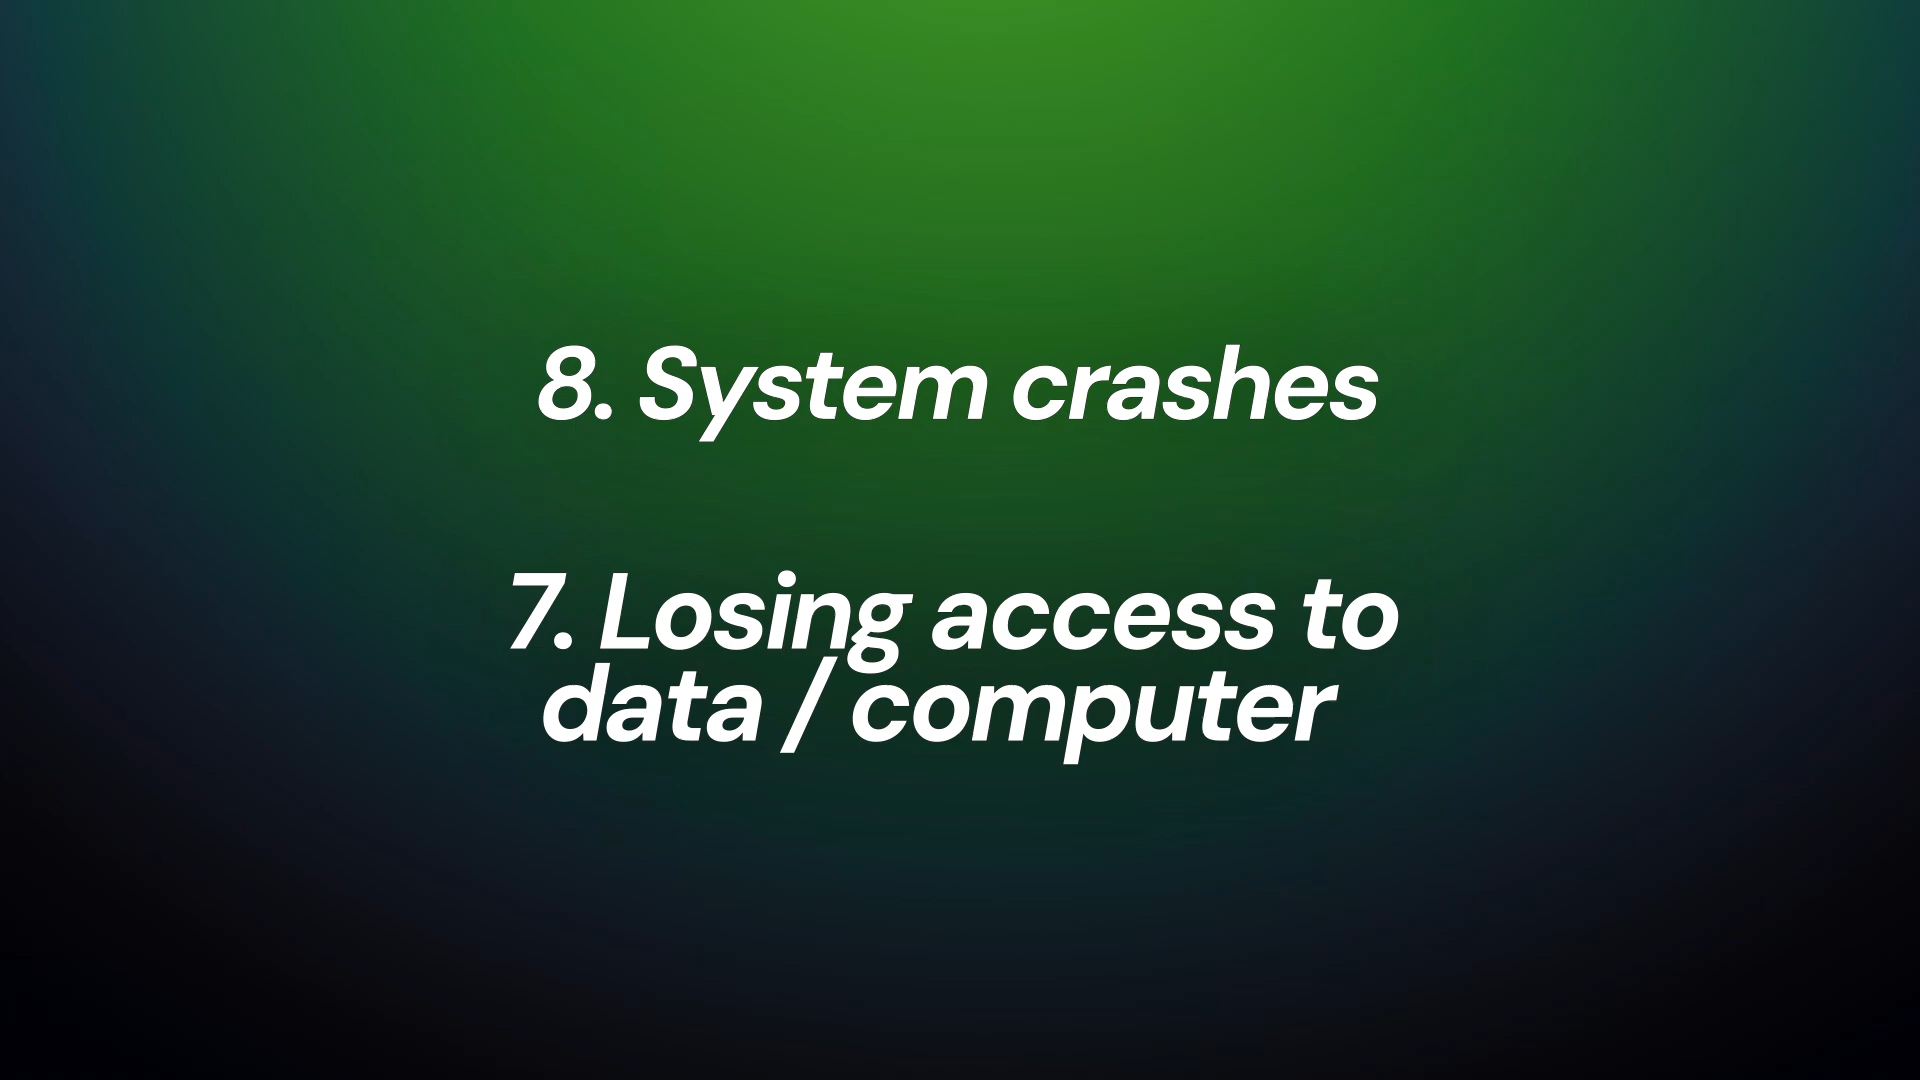 8. System crashes
7. Losing access to
data / computer